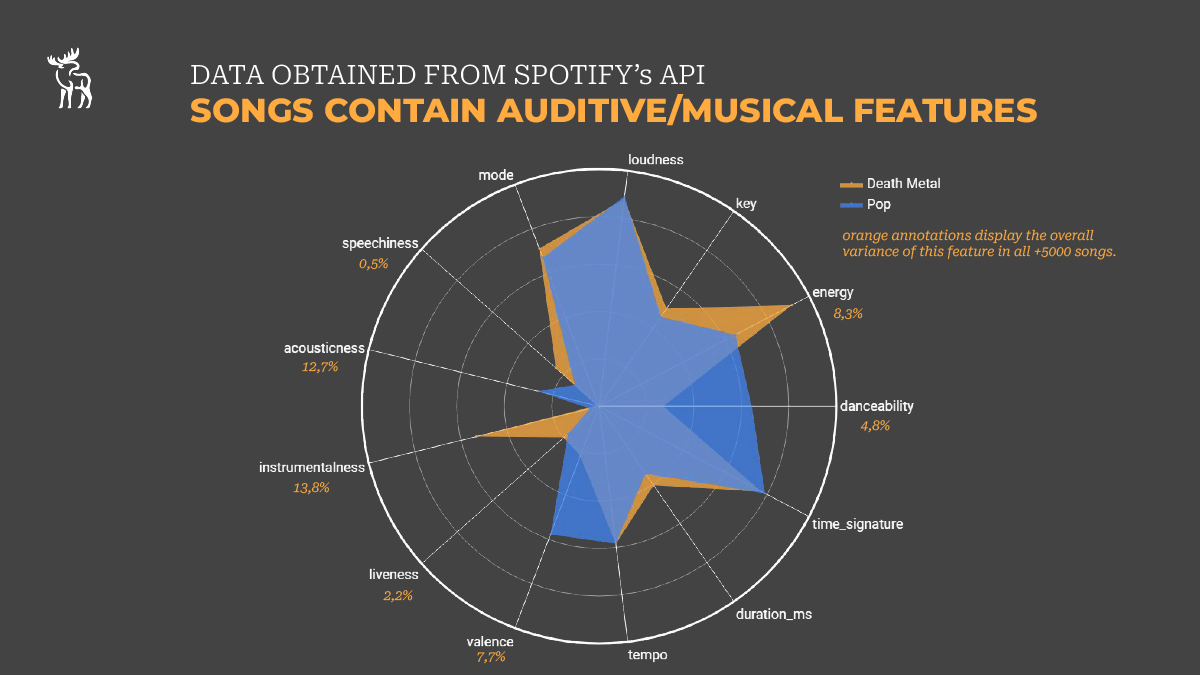 DATA OBTAINED FROM SPOTIFY's API
SONGS CONTAIN AUDITIVE/MUSICAL FEATURES
loudness
mode
key
Death Metal
Pop
orange annotations display the overall
variance of this feature in all +5000 songs.
speechiness
0,5%
energy
8,3%
acousticness
12,7%
danceability
4,8%
instrumentalness
13,8%
time_signature
liveness
2,2%
duration_ms
valence
7,7%
tempo